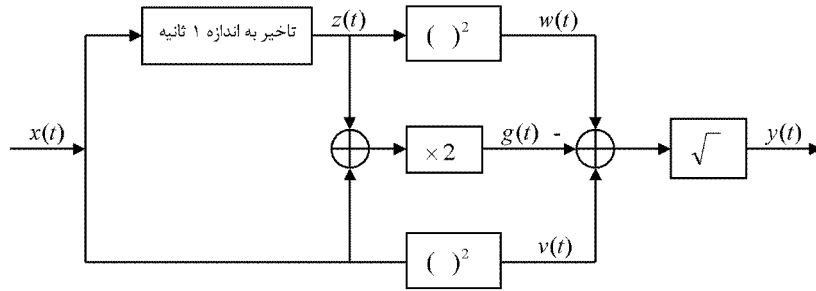 z(t)
w(t)
تاخیر به اندازه ۱ ثانیه
( )²
x(t)
×2
g(t)
-
√
y(t)
( )²
v(t)